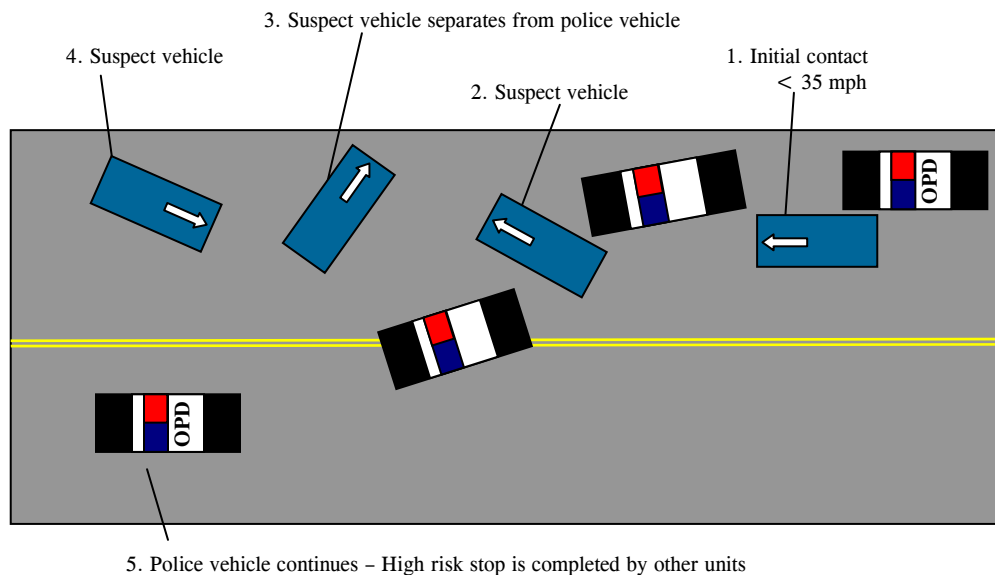 3. Suspect vehicle separates from police vehicle
4. Suspect vehicle
1. Initial contact
< 35 mph
2. Suspect vehicle
OPD
OPD
5. Police vehicle continues – High risk stop is completed by other units